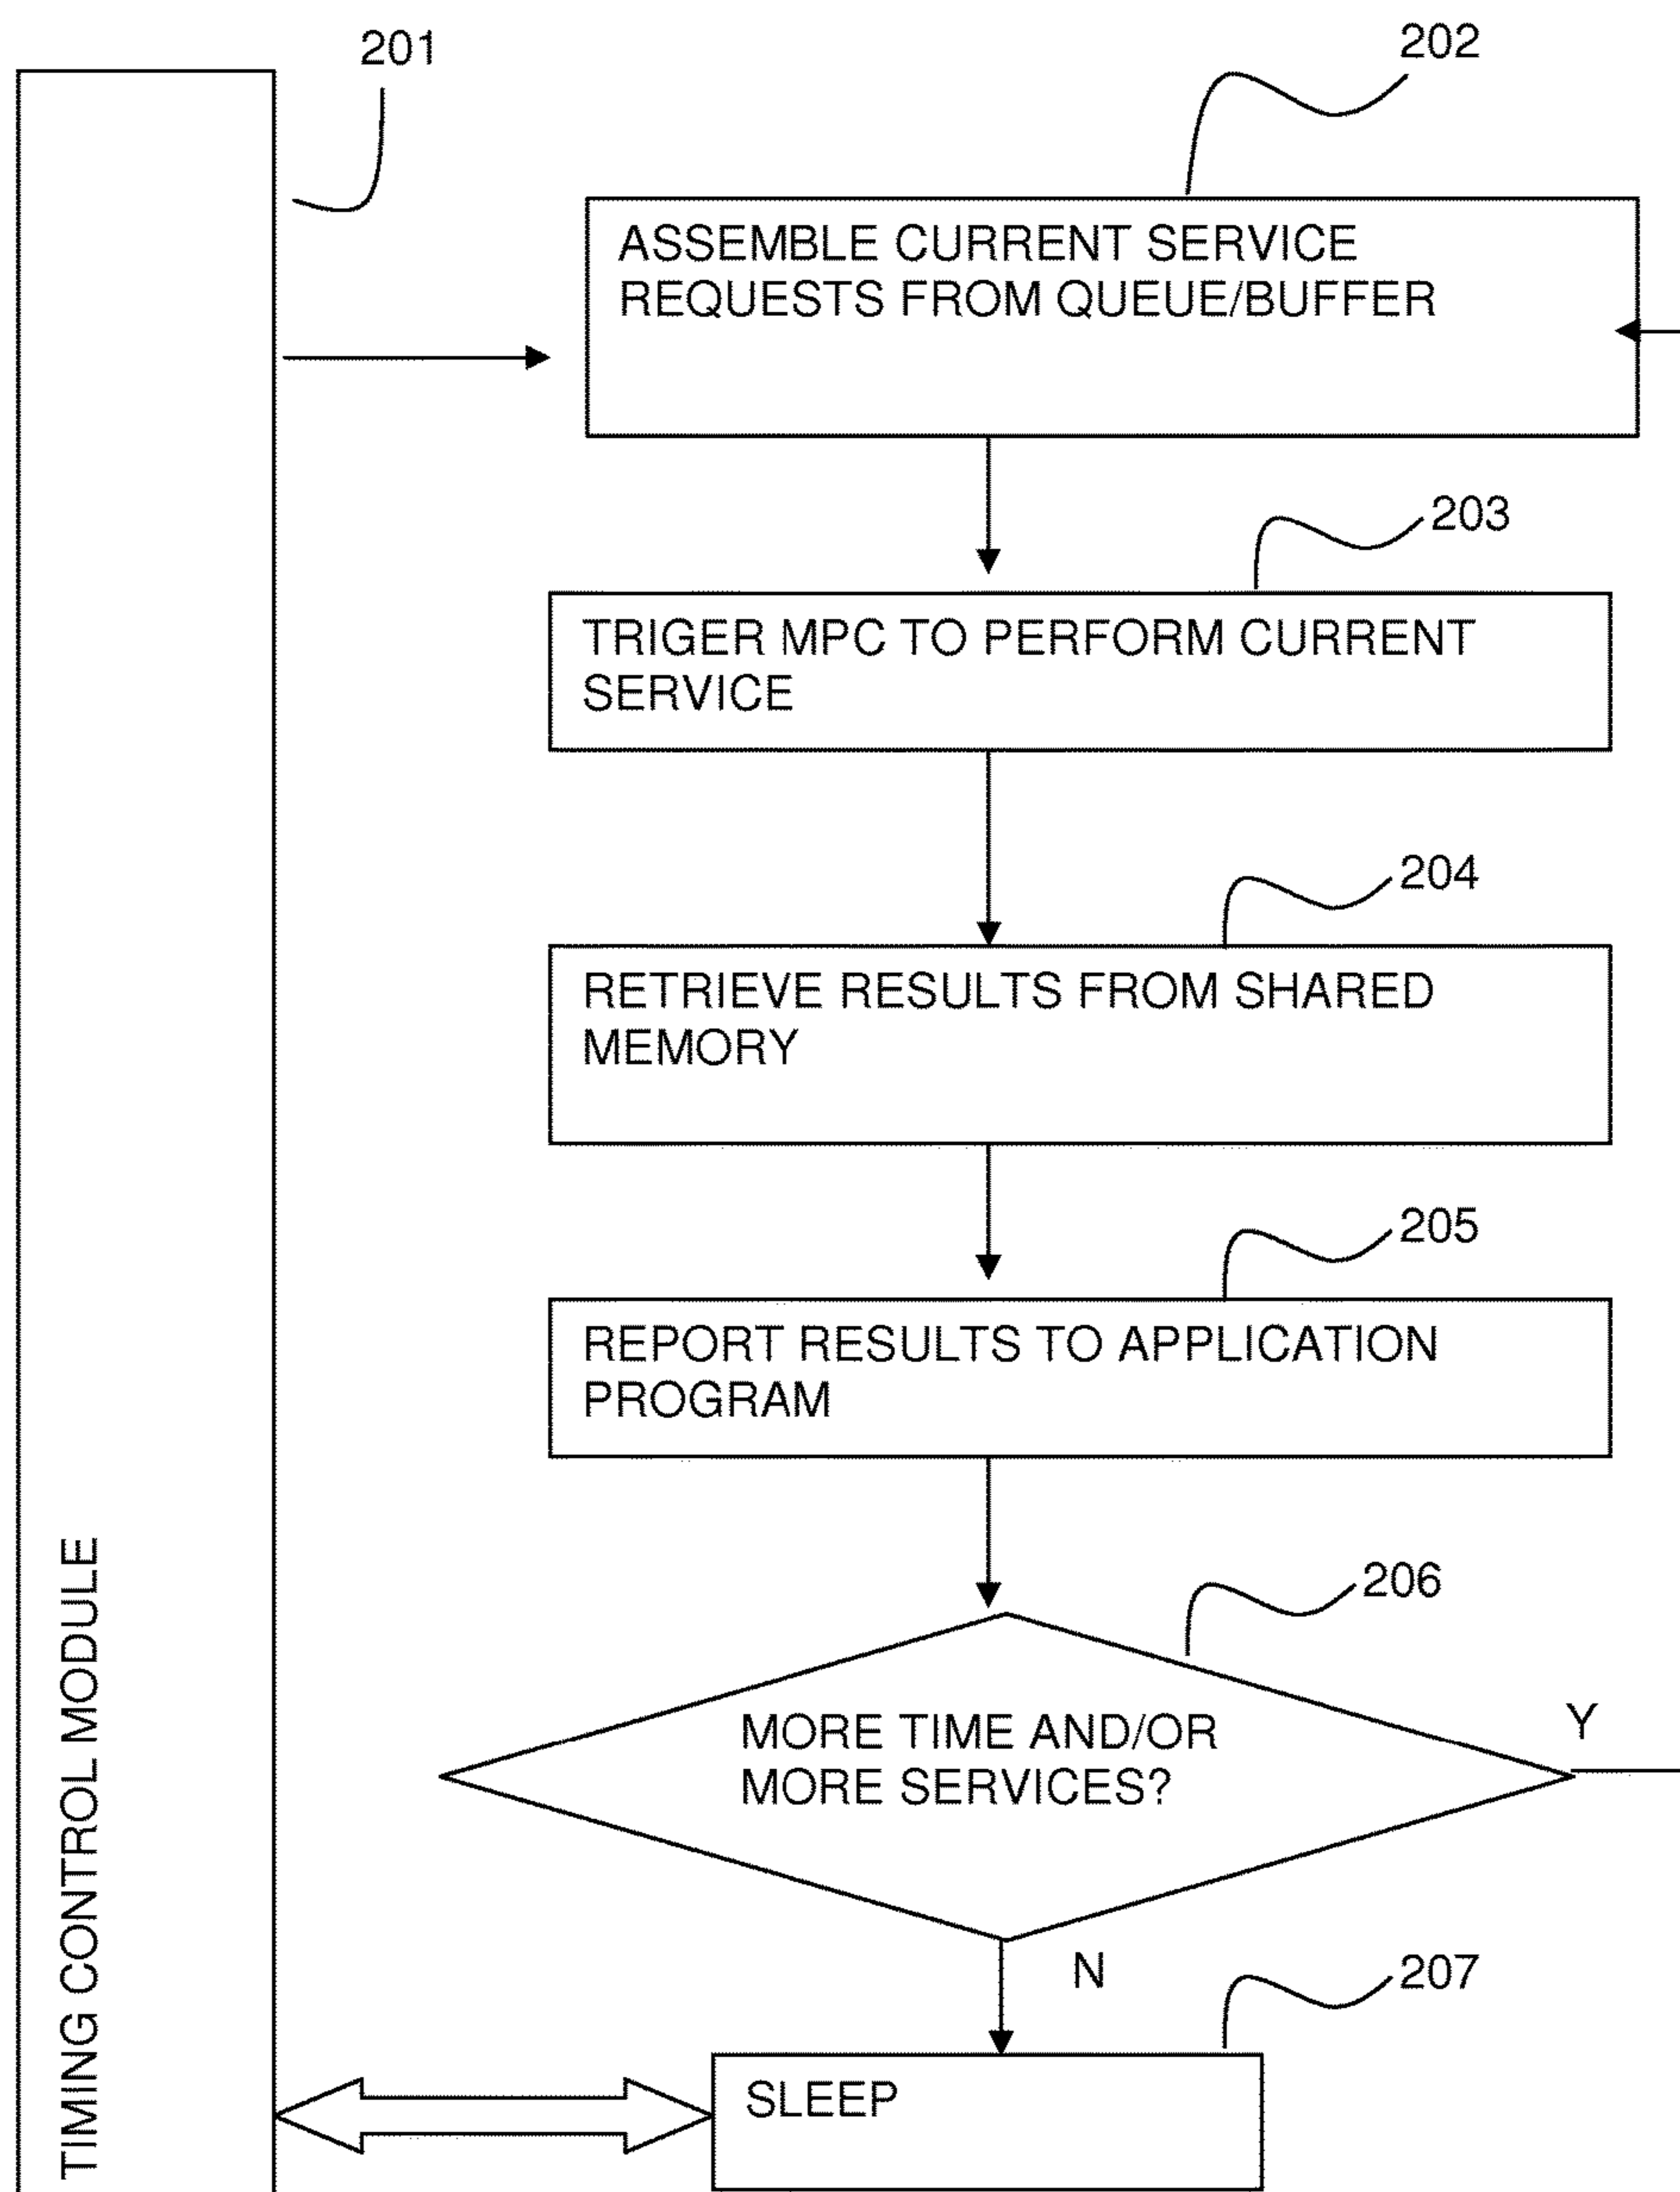 201
202
ASSEMBLE CURRENT SERVICE
REQUESTS FROM QUEUE/BUFFER
203
TRIGER MPC TO PERFORM CURRENT
SERVICE
204
RETRIEVE RESULTS FROM SHARED
MEMORY
205
REPORT RESULTS TO APPLICATION
PROGRAM
206
MORE TIME AND/OR
MORE SERVICES?
Y
N
207
SLEEP
TIMING CONTROL MODULE